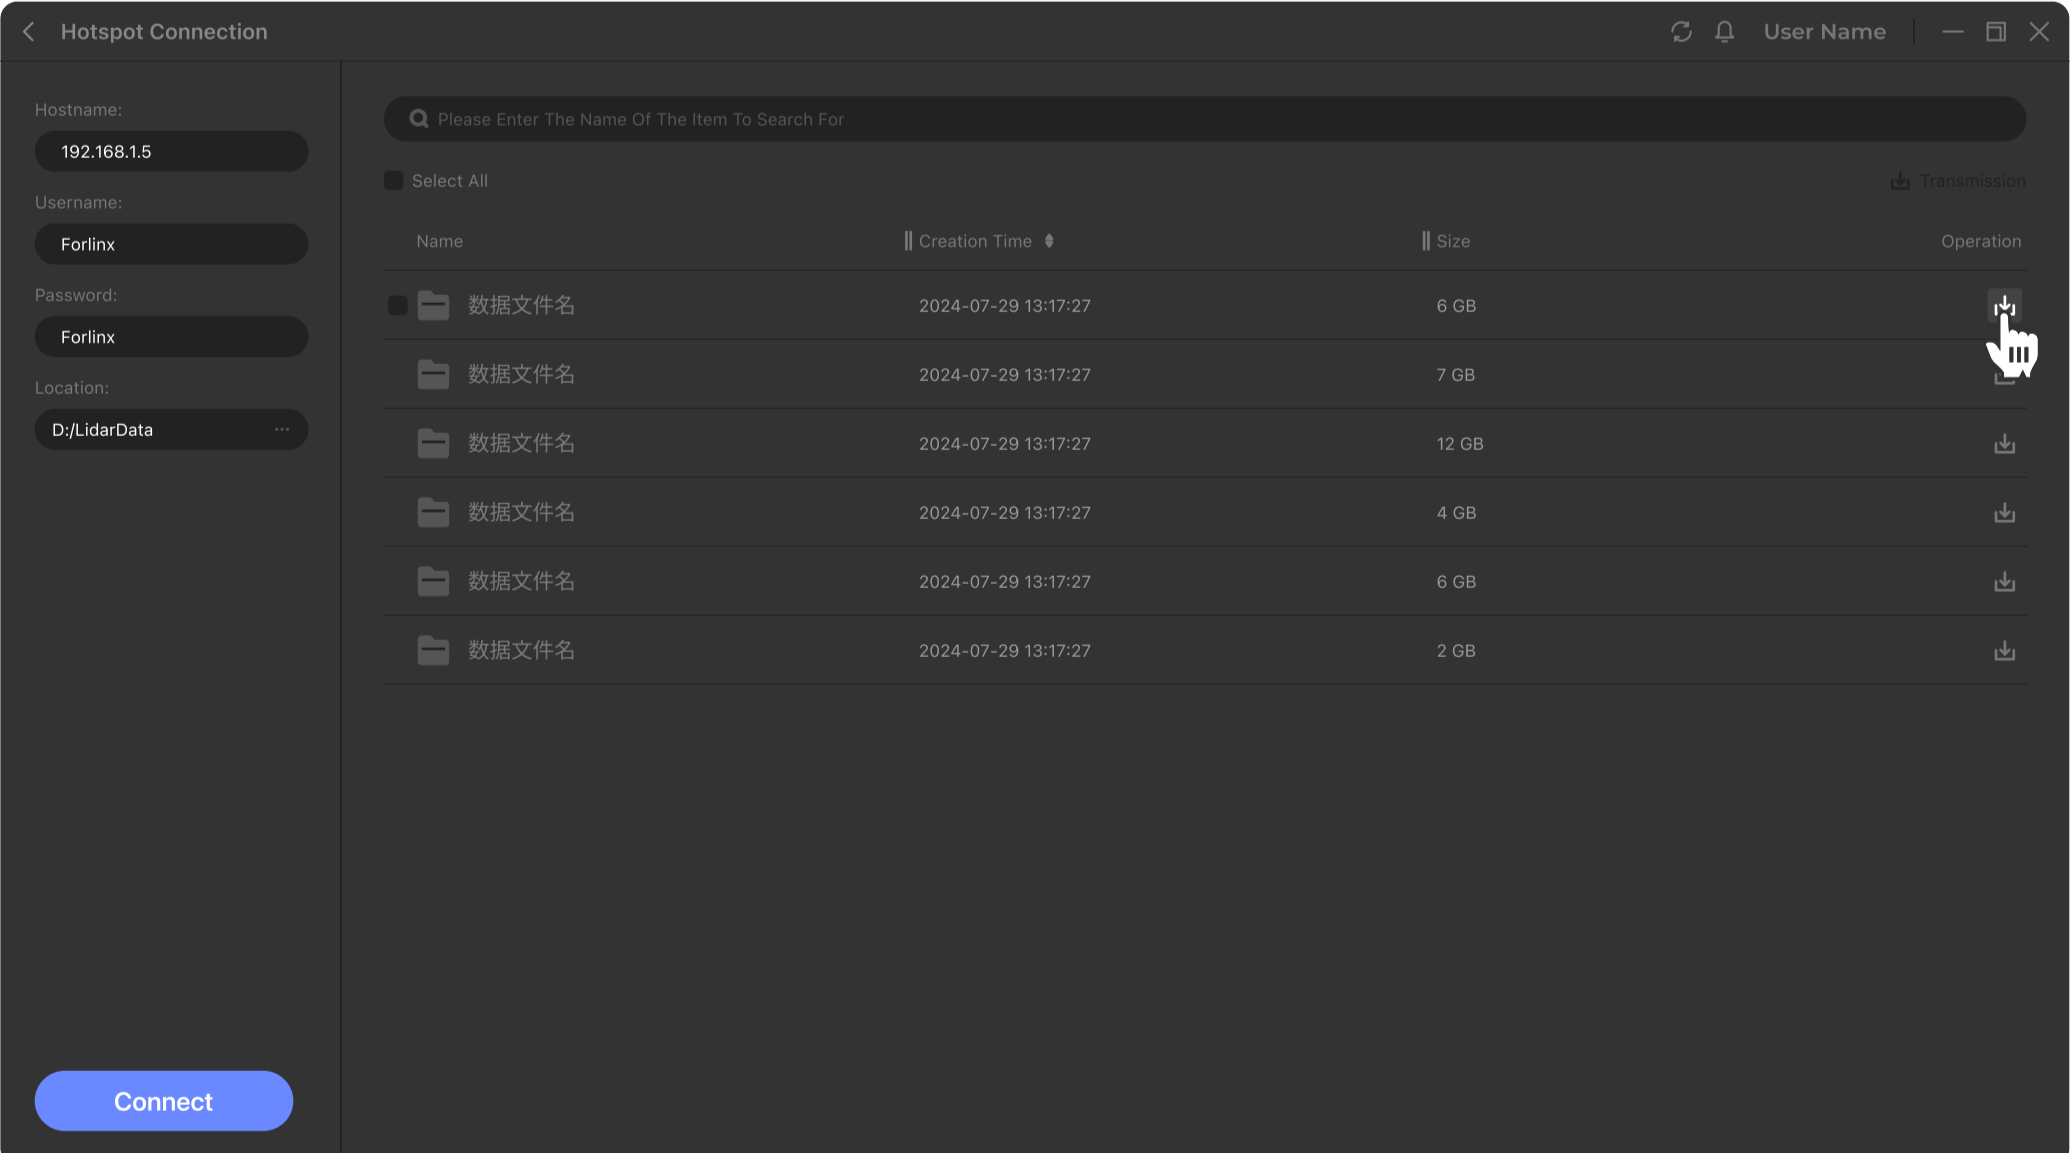 Hotspot Connection
User Name
Hostname:
192.168.1.5
Username:
Forlinx
Password:
Forlinx
Location:
D:/LidarData ...
Connect
Please Enter The Name Of The Item To Search For
Select All
Transmission
Name Creation Time Size Operation
数据文件名 2024-07-29 13:17:27 6 GB
数据文件名 2024-07-29 13:17:27 7 GB
数据文件名 2024-07-29 13:17:27 12 GB
数据文件名 2024-07-29 13:17:27 4 GB
数据文件名 2024-07-29 13:17:27 6 GB
数据文件名 2024-07-29 13:17:27 2 GB